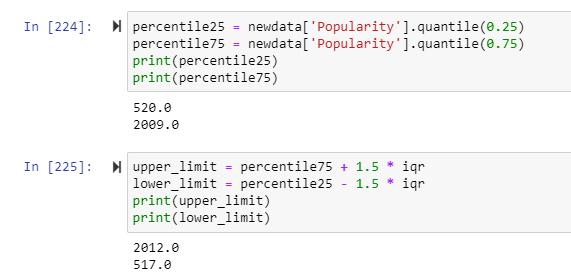 In [224]: percentile25 = newdata['Popularity'].quantile(0.25)
percentile75 = newdata['Popularity'].quantile(0.75)
print(percentile25)
print(percentile75)
520.0
2009.0
In [225]: upper_limit = percentile75 + 1.5 * iqr
lower_limit = percentile25 - 1.5 * iqr
print(upper_limit)
print(lower_limit)
2012.0
517.0